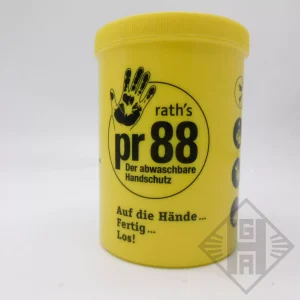 rath's
pr 88
Der abwaschbare
Handschutz
Auf die Hände...
Fertig...
Los!